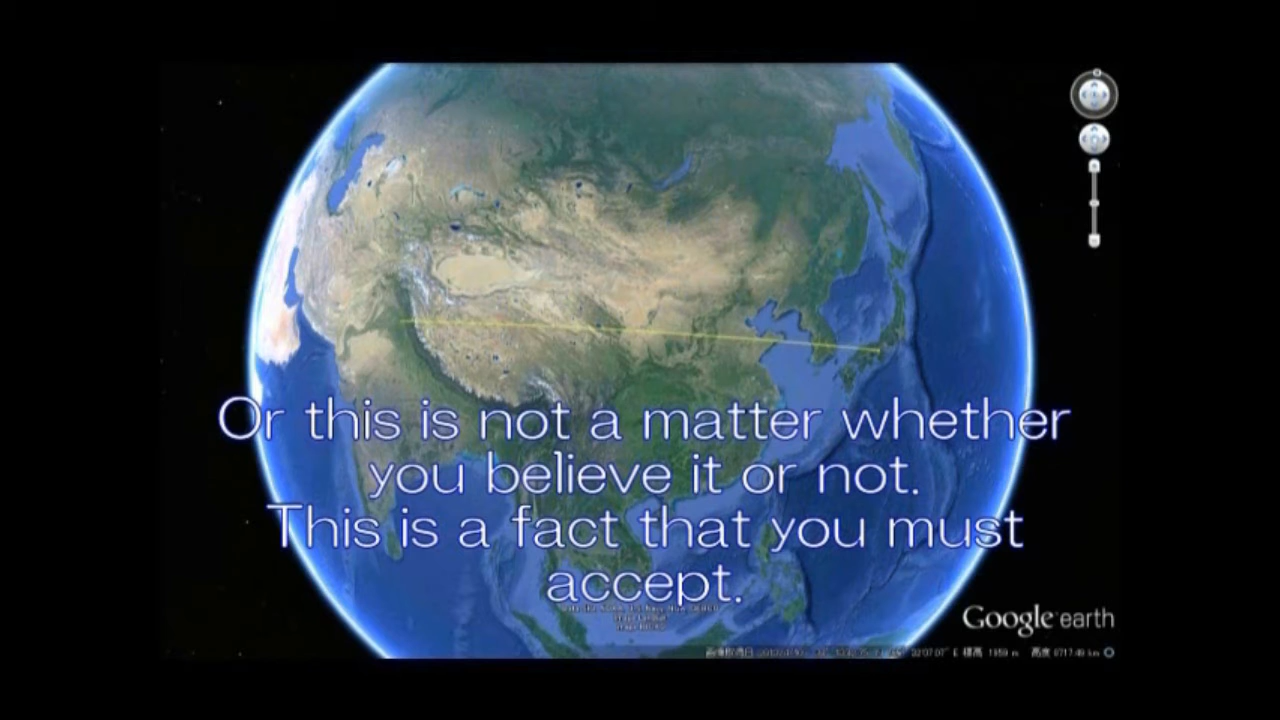 Or this is not a matter whether
you believe it or not.
This is a fact that you must
accept.
Google earth